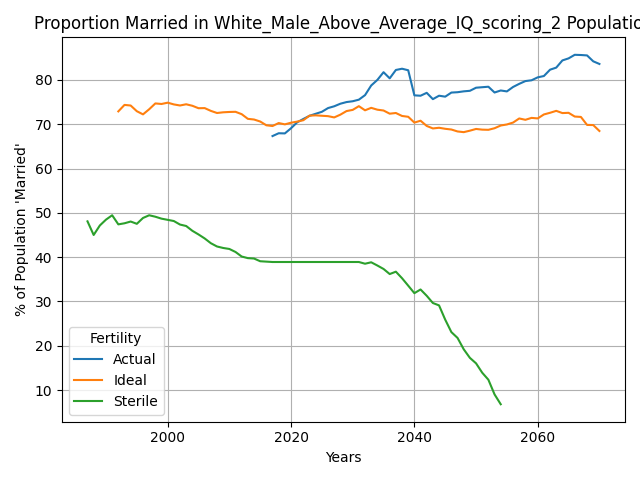 Proportion Married in White_Male_Above_Average_IQ_scoring_2 Populatio
% of Population 'Married'
80
70
60
50
40
30
20
10
Fertility
Actual
Ideal
Sterile
2000 2020 2040 2060
Years